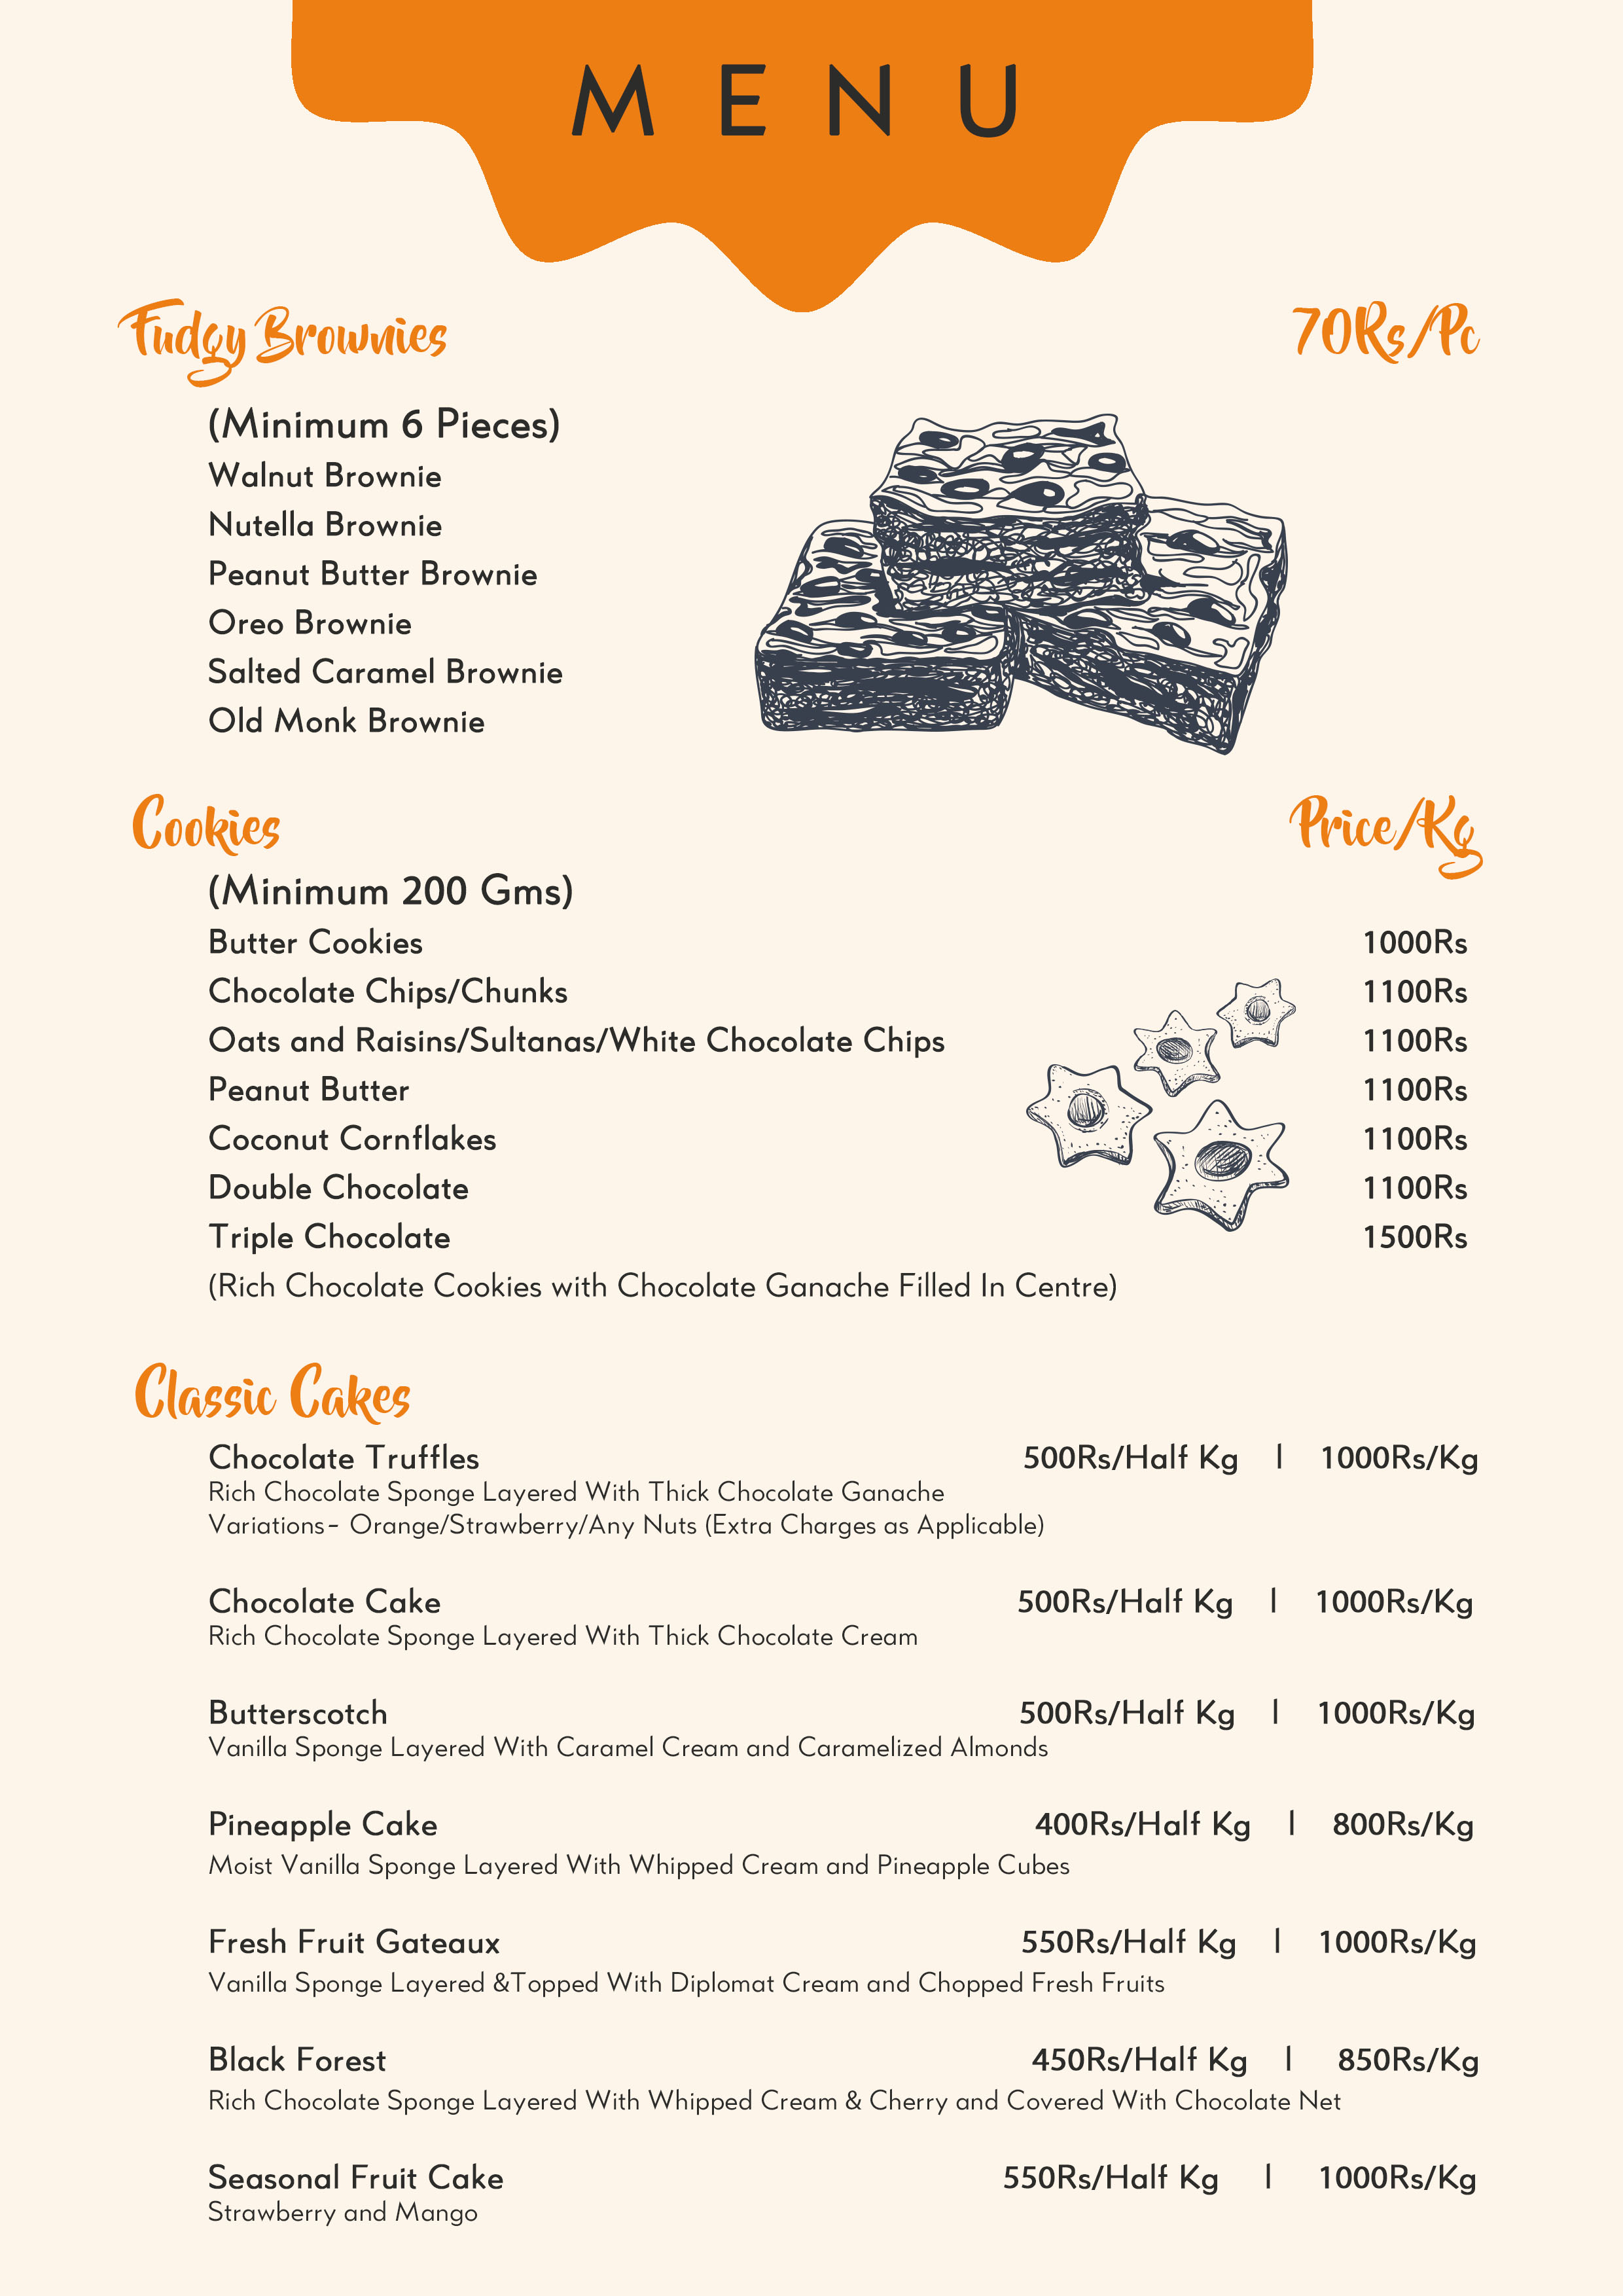 MENU
Fudgy Brownies 70Rs/Pc
(Minimum 6 Pieces)
Walnut Brownie
Nutella Brownie
Peanut Butter Brownie
Oreo Brownie
Salted Caramel Brownie
Old Monk Brownie
Cookies Price/Kg
(Minimum 200 Gms)
Butter Cookies 1000Rs
Chocolate Chips/Chunks 1100Rs
Oats and Raisins/Sultanas/White Chocolate Chips 1100Rs
Peanut Butter 1100Rs
Coconut Cornflakes 1100Rs
Double Chocolate 1100Rs
Triple Chocolate 1500Rs
(Rich Chocolate Cookies with Chocolate Ganache Filled In Centre)
Classic Cakes
Chocolate Truffles 500Rs/Half Kg | 1000Rs/Kg
Rich Chocolate Sponge Layered With Thick Chocolate Ganache
Variations- Orange/Strawberry/Any Nuts (Extra Charges as Applicable)
Chocolate Cake 500Rs/Half Kg | 1000Rs/Kg
Rich Chocolate Sponge Layered With Thick Chocolate Cream
Butterscotch 500Rs/Half Kg | 1000Rs/Kg
Vanilla Sponge Layered With Caramel Cream and Caramelized Almonds
Pineapple Cake 400Rs/Half Kg | 800Rs/Kg
Moist Vanilla Sponge Layered With Whipped Cream and Pineapple Cubes
Fresh Fruit Gateaux 550Rs/Half Kg | 1000Rs/Kg
Vanilla Sponge Layered &Topped With Diplomat Cream and Chopped Fresh Fruits
Black Forest 450Rs/Half Kg | 850Rs/Kg
Rich Chocolate Sponge Layered With Whipped Cream & Cherry and Covered With Chocolate Net
Seasonal Fruit Cake 550Rs/Half Kg | 1000Rs/Kg
Strawberry and Mango